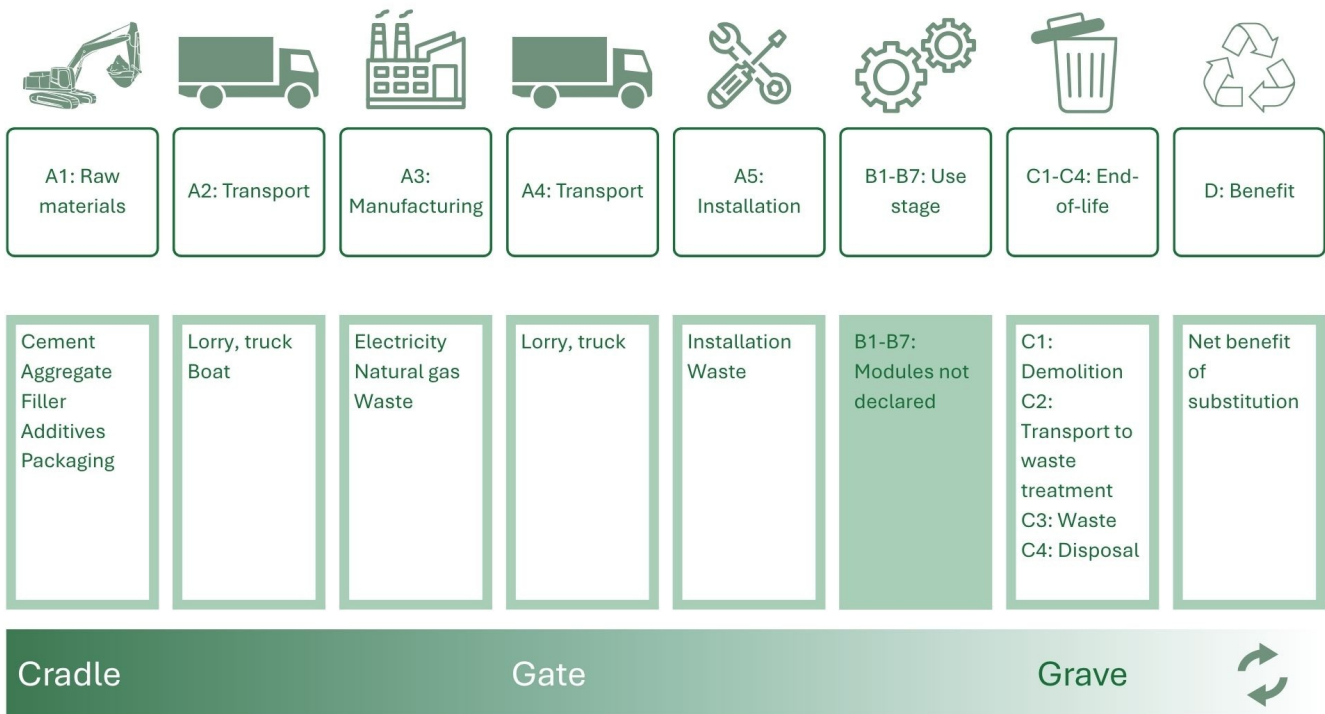 A1: Raw
materials
A2: Transport
A3:
Manufacturing
A4: Transport
A5:
Installation
B1-B7: Use
stage
C1-C4: End-
of-life
D: Benefit
Cement
Aggregate
Filler
Additives
Packaging
Lorry, truck
Boat
Electricity
Natural gas
Waste
Lorry, truck
Installation
Waste
B1-B7:
Modules not
declared
C1:
Demolition
C2:
Transport to
waste
treatment
C3: Waste
C4: Disposal
Net benefit
of
substitution
Cradle
Gate
Grave